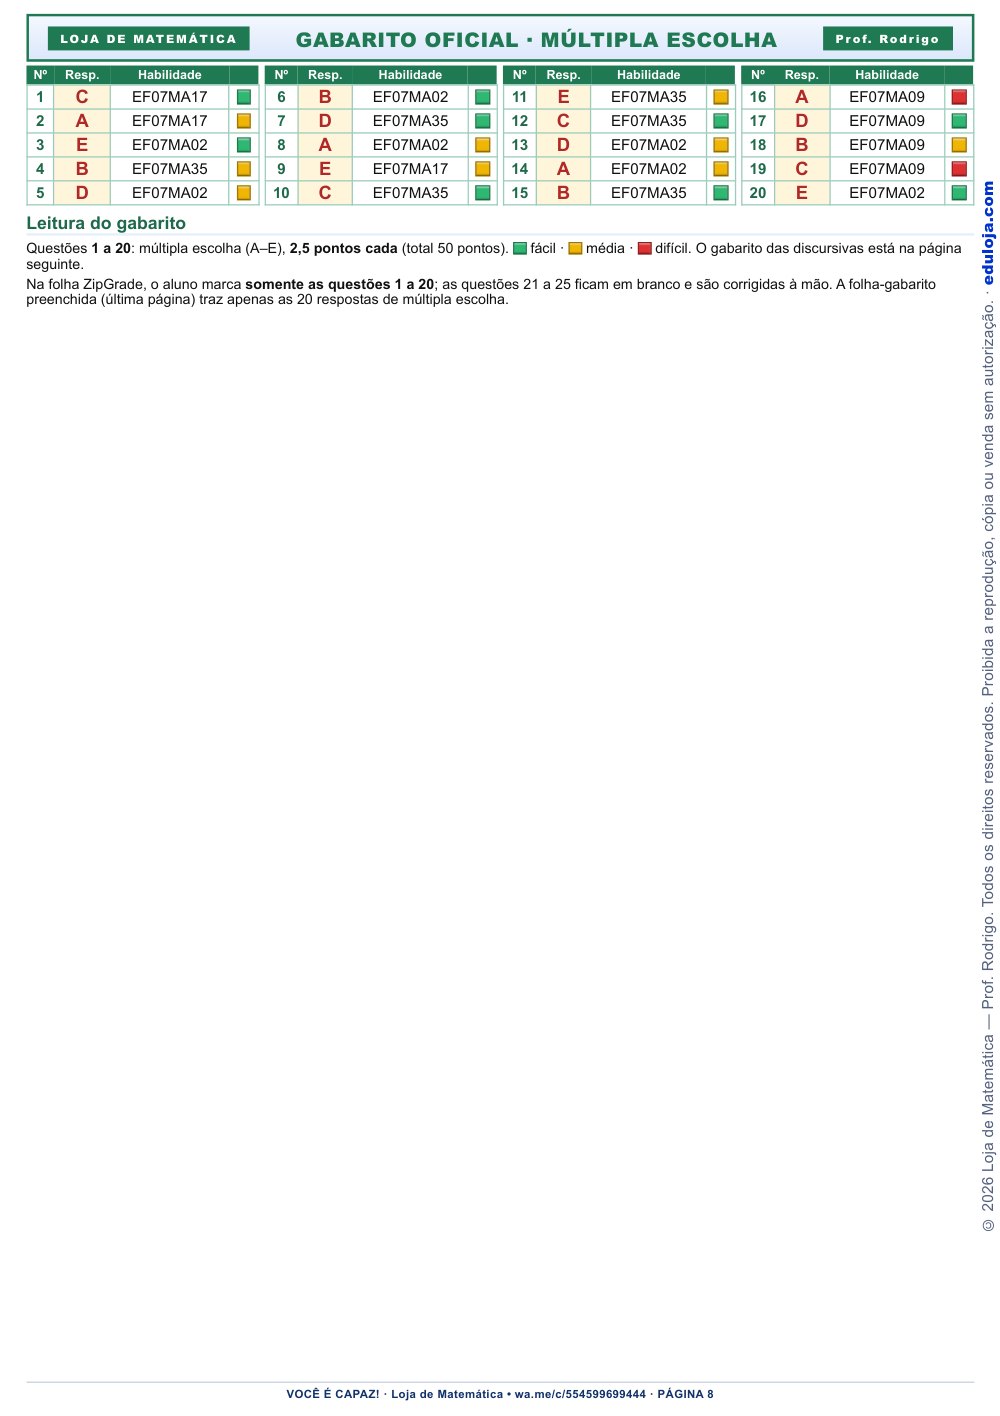 LOJA DE MATEMÁTICA
GABARITO OFICIAL · MÚLTIPLA ESCOLHA
Prof. Rodrigo
Nº Resp. Habilidade Nº Resp. Habilidade Nº Resp. Habilidade Nº Resp. Habilidade
1 C EF07MA17 6 B EF07MA02 11 E EF07MA35 16 A EF07MA09
2 A EF07MA17 7 D EF07MA35 12 C EF07MA35 17 D EF07MA09
3 E EF07MA02 8 A EF07MA02 13 D EF07MA02 18 B EF07MA09
4 B EF07MA35 9 E EF07MA17 14 A EF07MA02 19 C EF07MA09
5 D EF07MA02 10 C EF07MA35 15 B EF07MA35 20 E EF07MA02
Leitura do gabarito
Questões 1 a 20: múltipla escolha (A–E), 2,5 pontos cada (total 50 pontos). fácil · média · difícil. O gabarito das discursivas está na página
seguinte.
Na folha ZipGrade, o aluno marca somente as questões 1 a 20; as questões 21 a 25 ficam em branco e são corrigidas à mão. A folha-gabarito
preenchida (última página) traz apenas as 20 respostas de múltipla escolha.
© 2026 Loja de Matemática — Prof. Rodrigo. Todos os direitos reservados. Proibida a reprodução, cópia ou venda sem autorização. · eduloja.com
VOCÊ É CAPAZ! · Loja de Matemática • wa.me/c/554599699444 · PÁGINA 8